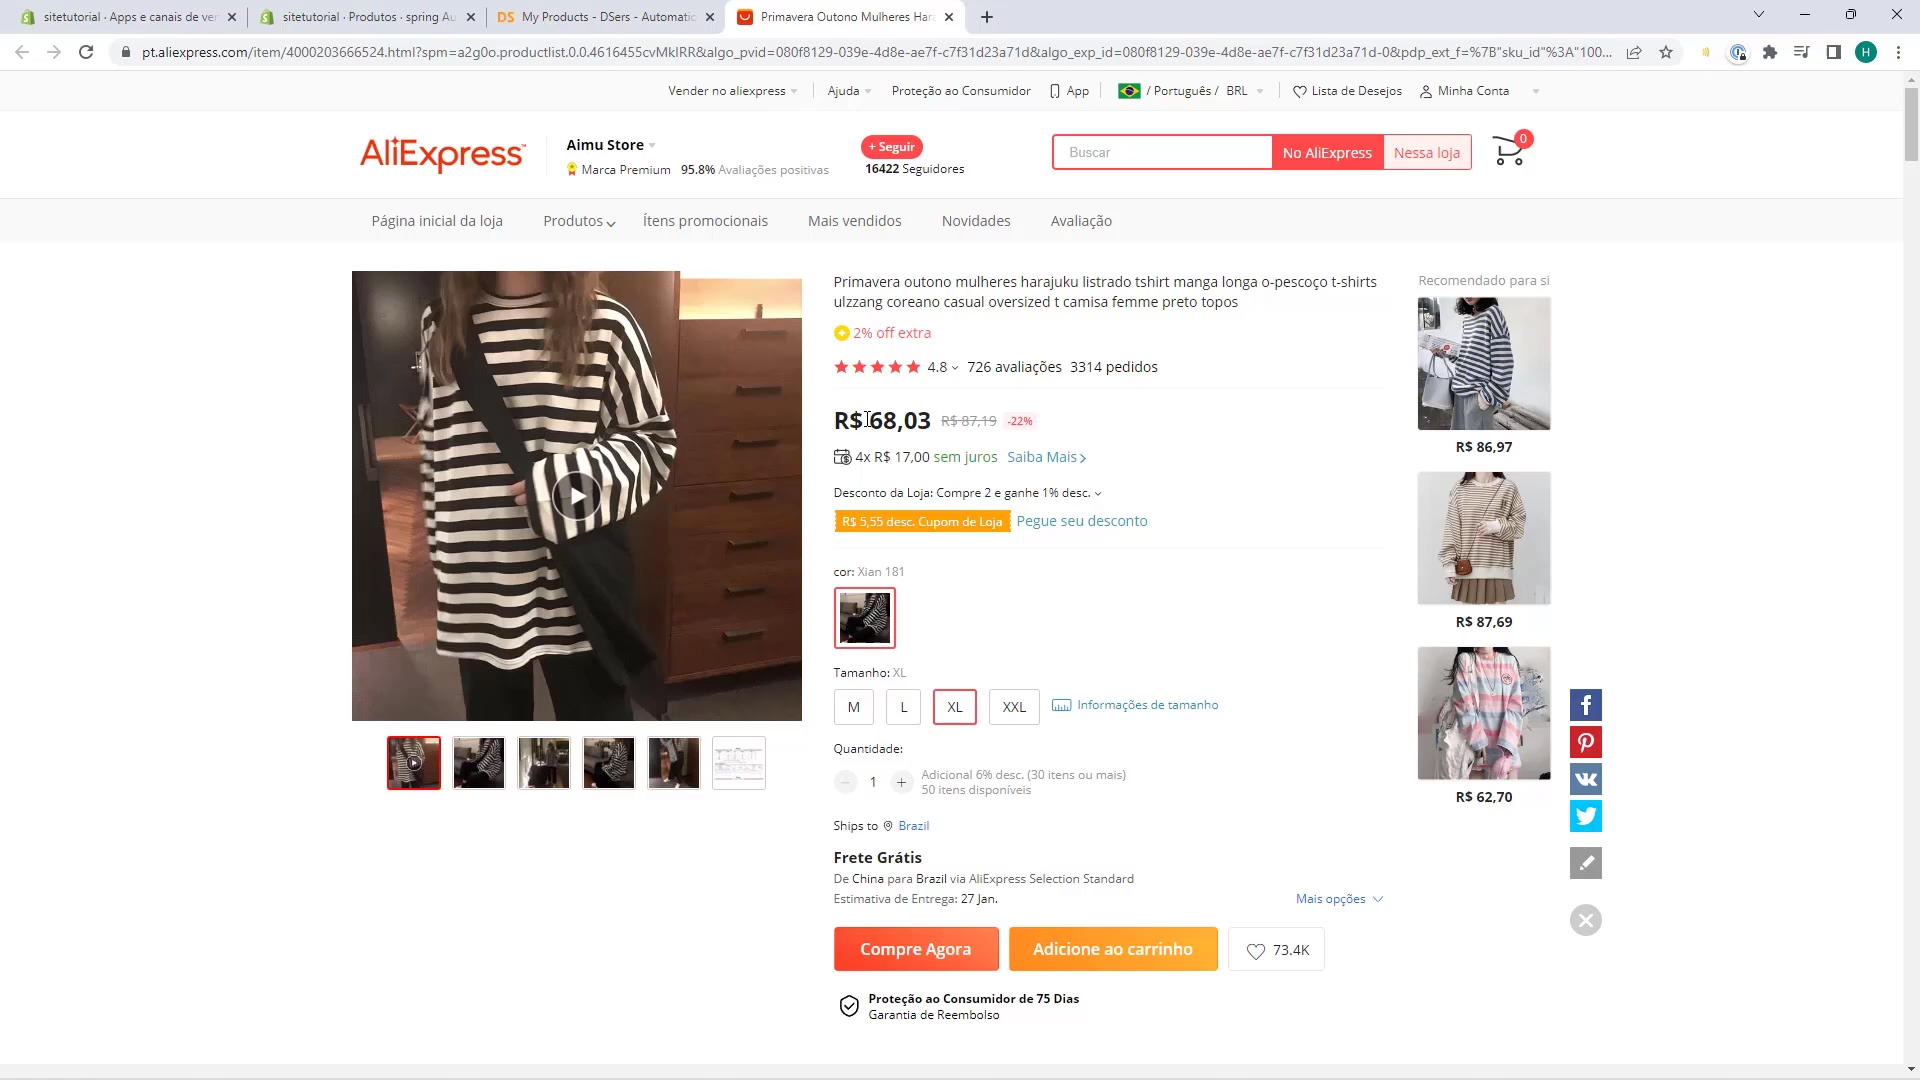 sitetutorial · Apps e canais de ver
sitetutorial · Produtos · spring Au
DS My Products - DSers - Automatic
Primavera Outono Mulheres Hara
pt.aliexpress.com/item/4000203666524.html?spm=a2g0o.productlist.0.0.4616455cvMkIRR&algo_pvid=080f8129-039e-4d8e-ae7f-c7f31d23a71d&algo_exp_id=080f8129-039e-4d8e-ae7f-c7f31d23a71d-0&pdp_ext_f=%7B"sku_id"%3A"100...
H
Vender no aliexpress
Ajuda
Proteção ao Consumidor
App
/ Português / BRL
Lista de Desejos
Minha Conta
AliExpress
Aimu Store
Marca Premium 95.8% Avaliações positivas
+ Seguir
16422 Seguidores
Buscar
No AliExpress
Nessa loja
0
Página inicial da loja
Produtos
Ítens promocionais
Mais vendidos
Novidades
Avaliação
Primavera outono mulheres harajuku listrado tshirt manga longa o-pescoço t-shirts
ulzzang coreano casual oversized t camisa femme preto topos
2% off extra
4.8 726 avaliações 3314 pedidos
R$ 68,03 R$ 87,19 -22%
4x R$ 17,00 sem juros Saiba Mais
Desconto da Loja: Compre 2 e ganhe 1% desc.
R$ 5,55 desc. Cupom de Loja Pegue seu desconto
cor: Xian 181
Tamanho: XL
M L XL XXL Informações de tamanho
Quantidade:
1
Adicional 6% desc. (30 itens ou mais)
50 itens disponíveis
Ships to Brazil
Frete Grátis
De China para Brazil via AliExpress Selection Standard
Estimativa de Entrega: 27 Jan.
Mais opções
Compre Agora
Adicione ao carrinho
73.4K
Proteção ao Consumidor de 75 Dias
Garantia de Reembolso
Recomendado para si
R$ 86,97
R$ 87,69
R$ 62,70